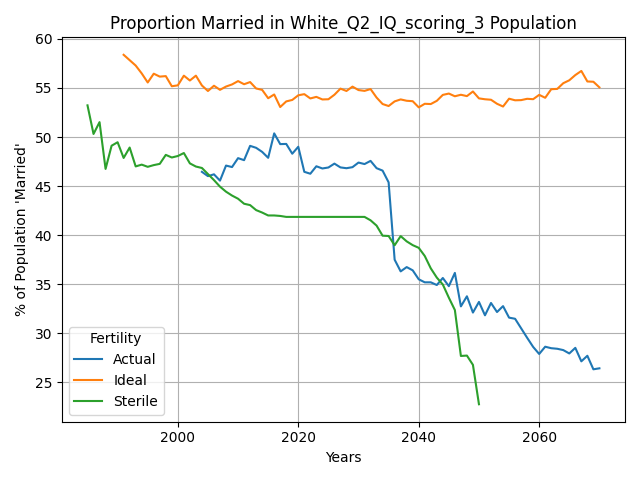 Proportion Married in White_Q2_IQ_scoring_3 Population
% of Population 'Married'
60
55
50
45
40
35
30
25
Fertility
Actual
Ideal
Sterile
2000 2020 2040 2060
Years